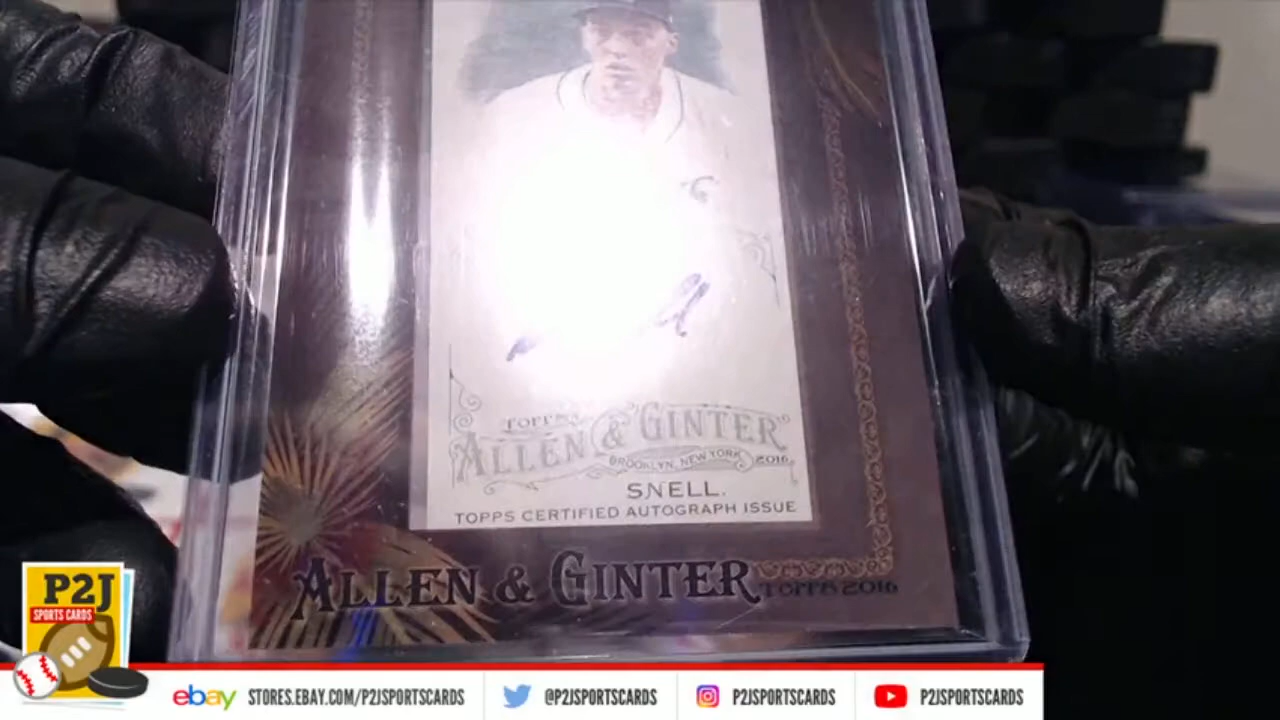 TOPPS
ALLEN & GINTER
BROOKLYN, NEW YORK 2016
SNELL.
TOPPS CERTIFIED AUTOGRAPH ISSUE
ALLEN & GINTER TOPPS 2016
P2J
SPORTS CARDS
ebay STORES.EBAY.COM/P2JSPORTSCARDS @P2JSPORTSCARDS P2JSPORTSCARDS P2JSPORTSCARDS